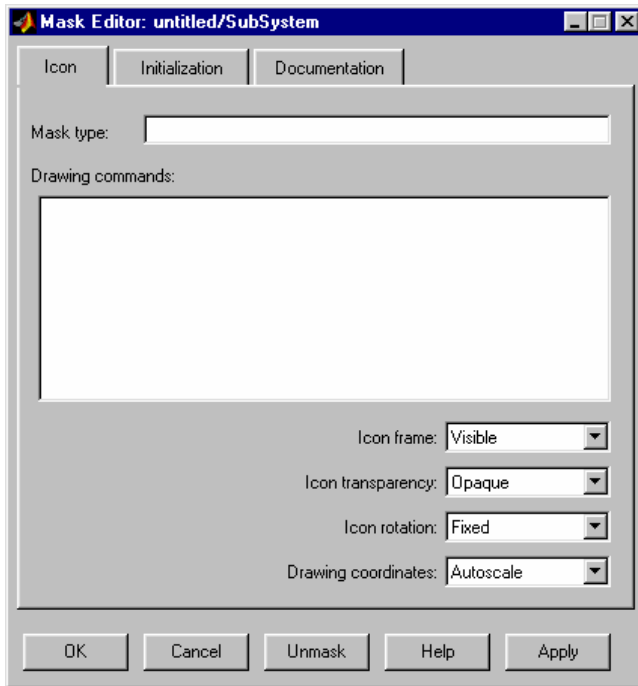 Mask Editor: untitled/SubSystem
Icon Initialization Documentation
Mask type:
Drawing commands:
Icon frame: Visible
Icon transparency: Opaque
Icon rotation: Fixed
Drawing coordinates: Autoscale
OK Cancel Unmask Help Apply